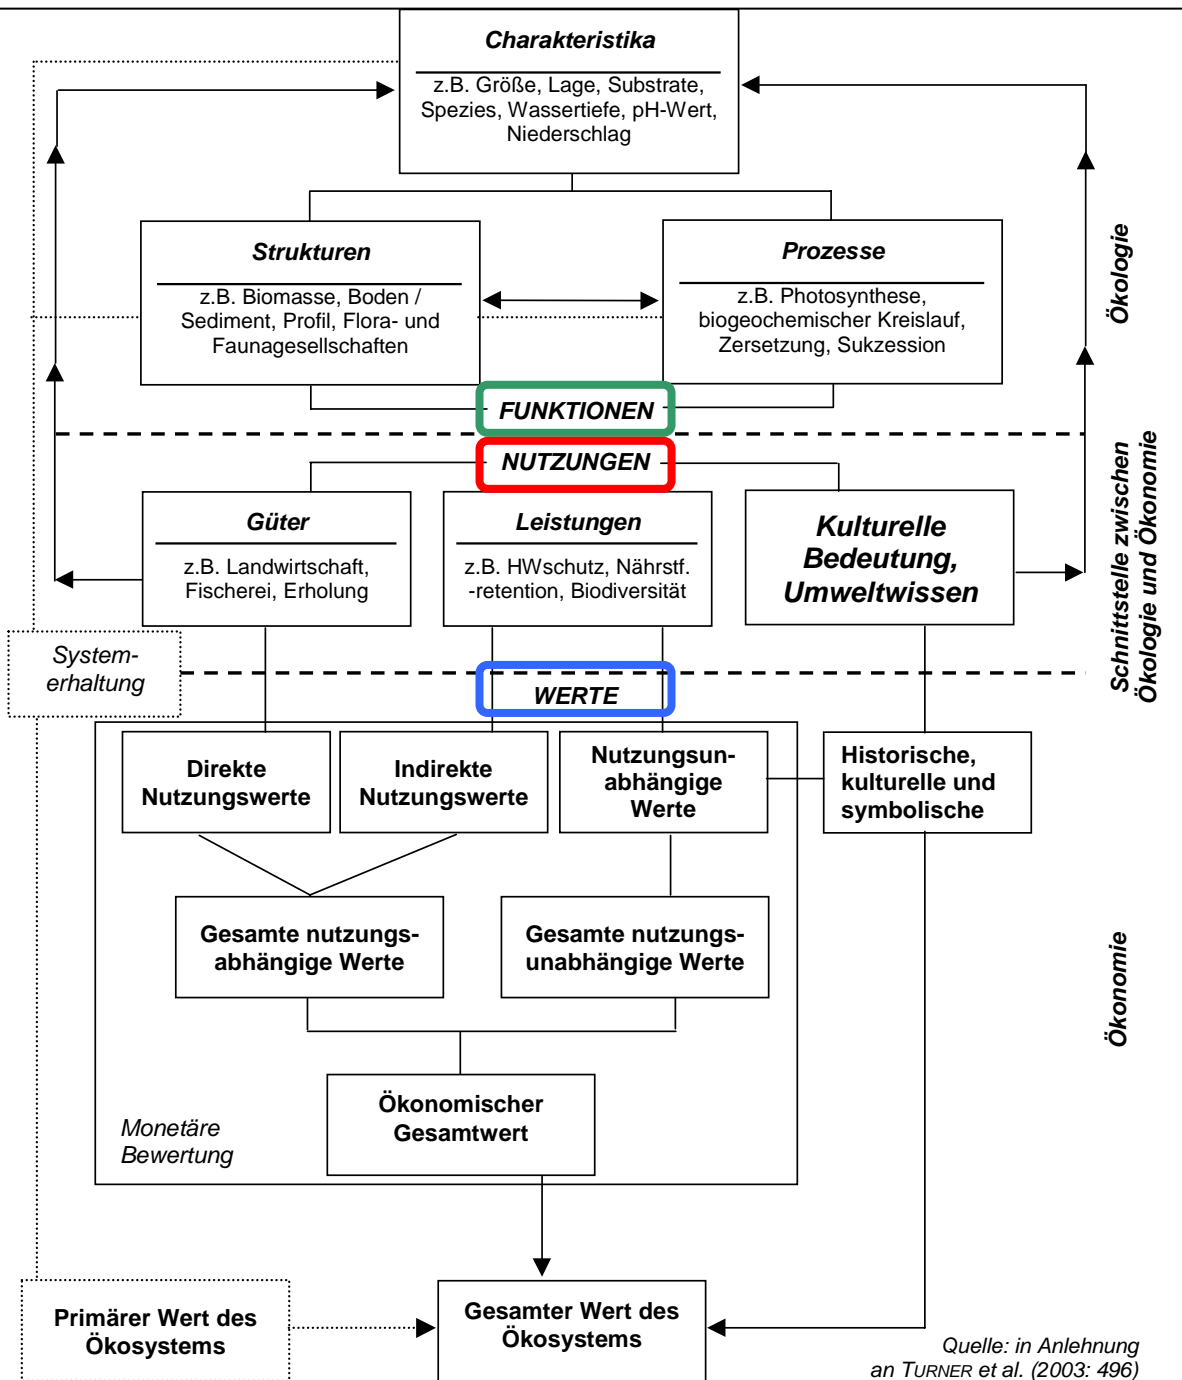 Charakteristika
z.B. Größe, Lage, Substrate,
Spezies, Wassertiefe, pH-Wert,
Niederschlag
Strukturen
z.B. Biomasse, Boden /
Sediment, Profil, Flora- und
Faunagesellschaften
Prozesse
z.B. Photosynthese,
biogeochemischer Kreislauf,
Zersetzung, Sukzession
Ökologie
FUNKTIONEN
NUTZUNGEN
Güter
z.B. Landwirtschaft,
Fischerei, Erholung
Leistungen
z.B. HWschutz, Nährstf.
-retention, Biodiversität
Kulturelle
Bedeutung,
Umweltwissen
Schnittstelle zwischen
Ökologie und Ökonomie
System-
erhaltung
WERTE
Direkte
Nutzungswerte
Indirekte
Nutzungswerte
Nutzungsun-
abhängige
Werte
Historische,
kulturelle und
symbolische
Gesamte nutzungs-
abhängige Werte
Gesamte nutzungs-
unabhängige Werte
Ökonomie
Ökonomischer
Gesamtwert
Monetäre
Bewertung
Primärer Wert des
Ökosystems
Gesamter Wert des
Ökosystems
Quelle: in Anlehnung
an TURNER et al. (2003: 496)